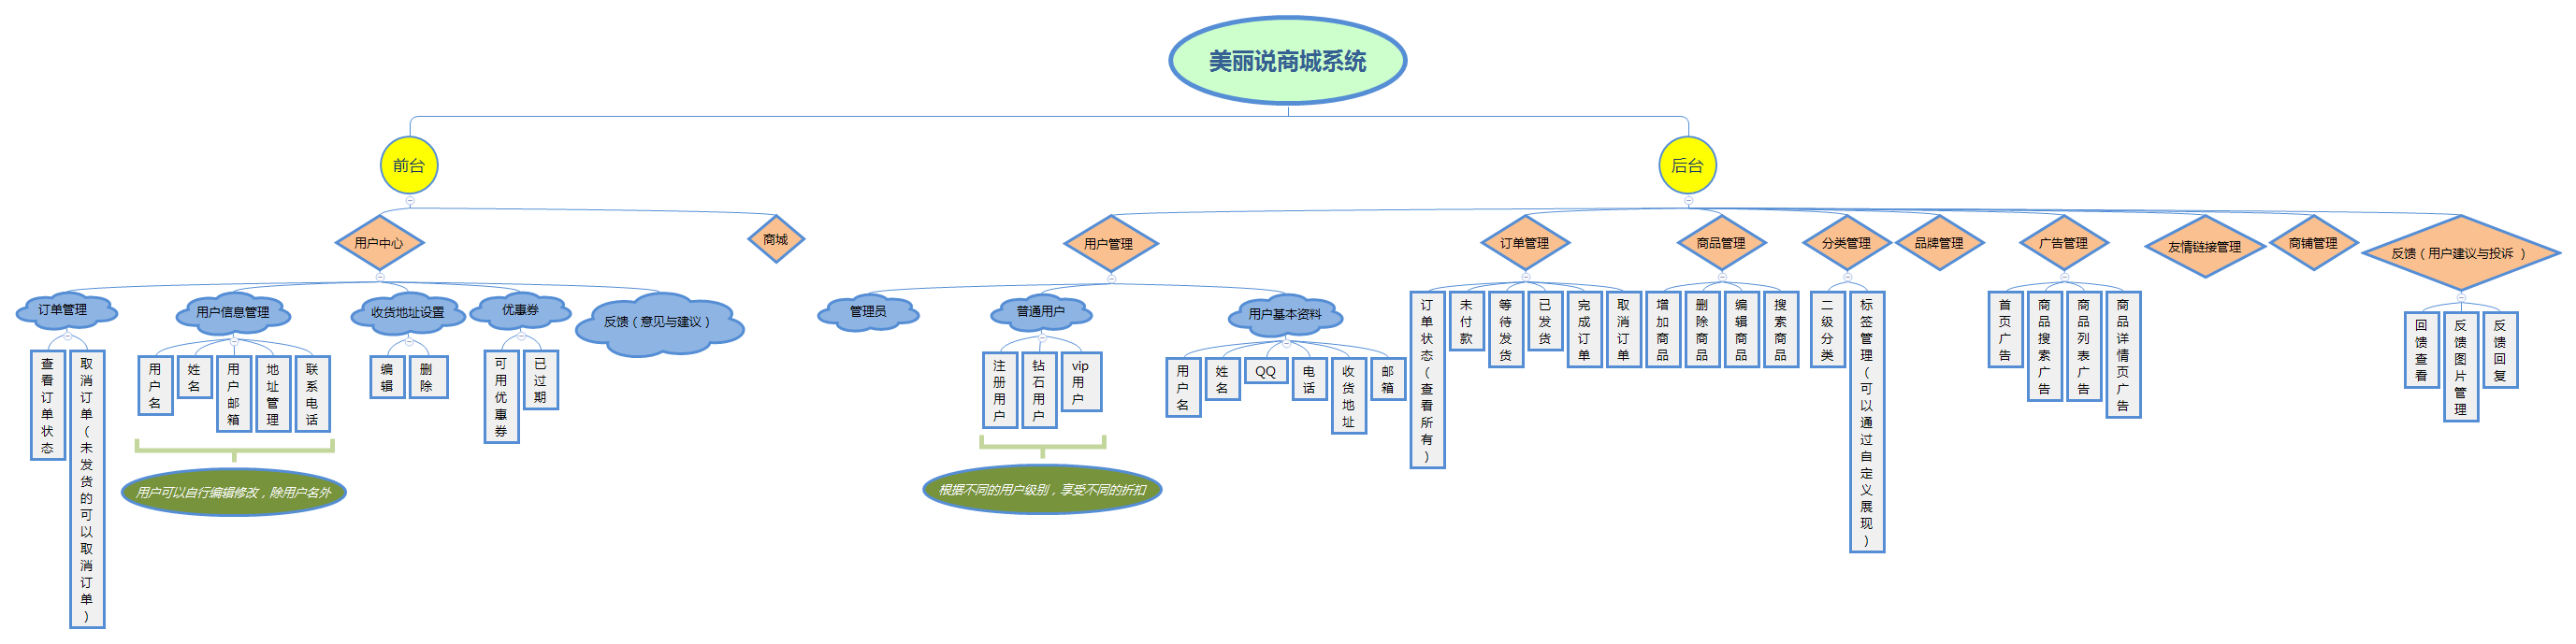 美丽说商城系统
前台
后台
用户中心
商城
用户管理
订单管理
商品管理
分类管理
品牌管理
广告管理
友情链接管理
商铺管理
反馈（用户建议与投诉 ）
订单管理
用户信息管理
收货地址设置
优惠券
反馈（意见与建议）
管理员
普通用户
用户基本资料
查看订单状态
取消订单（未发货的可以取消订单）
用户名
姓名
用户邮箱
地址管理
联系电话
编辑
删除
可用优惠券
已过期
注册用户
钻石用户
vip用户
用户名
姓名
QQ
电话
收货地址
邮箱
订单状态（查看所有）
未付款
等待发货
已发货
完成订单
取消订单
增加商品
删除商品
编辑商品
搜索商品
二级分类
标签管理（可以通过自定义展现）
首页广告
商品搜索广告
商品列表广告
商品详情页广告
回馈查看
反馈图片管理
反馈回复
用户可以自行编辑修改，除用户名外
根据不同的用户级别，享受不同的折扣